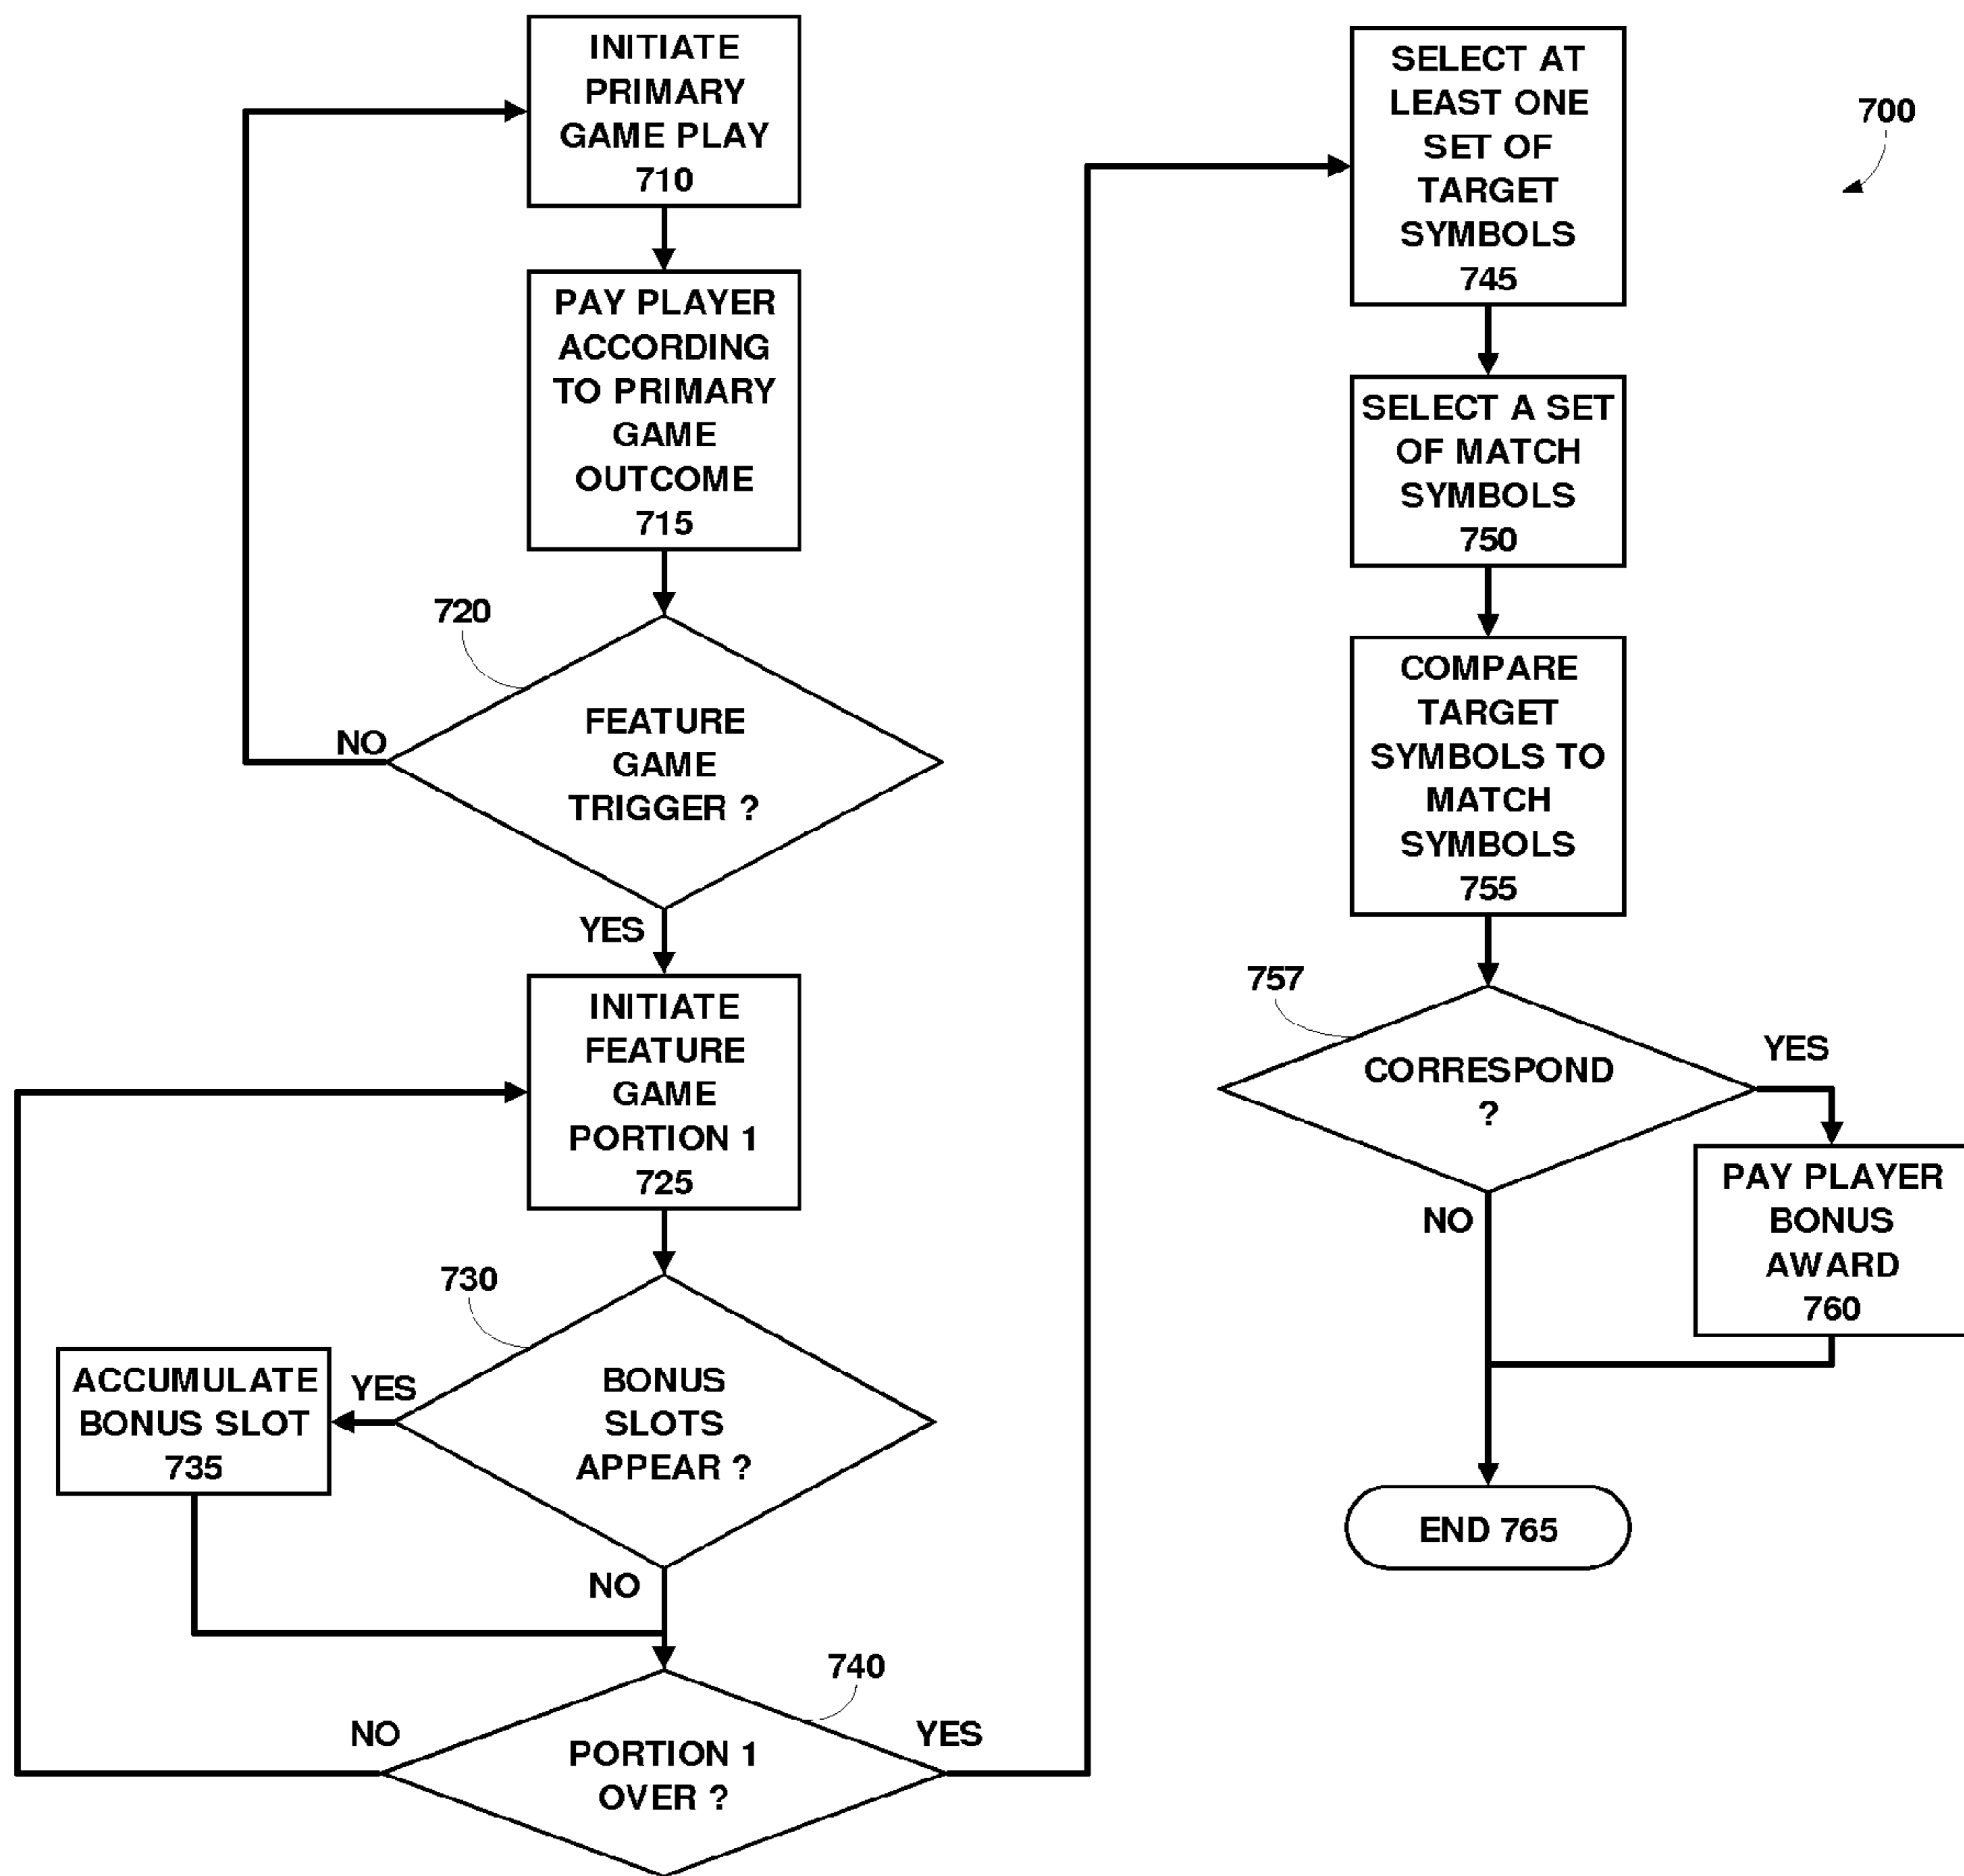 INITIATE
PRIMARY
GAME PLAY
710
PAY PLAYER
ACCORDING
TO PRIMARY
GAME
OUTCOME
715
720
FEATURE
GAME
TRIGGER ?
NO
YES
INITIATE
FEATURE
GAME
PORTION 1
725
730
BONUS
SLOTS
APPEAR ?
YES
ACCUMULATE
BONUS SLOT
735
NO
740
PORTION 1
OVER ?
NO
YES
700
SELECT AT
LEAST ONE
SET OF
TARGET
SYMBOLS
745
SELECT A SET
OF MATCH
SYMBOLS
750
COMPARE
TARGET
SYMBOLS TO
MATCH
SYMBOLS
755
757
CORRESPOND
?
YES
NO
PAY PLAYER
BONUS
AWARD
760
END 765